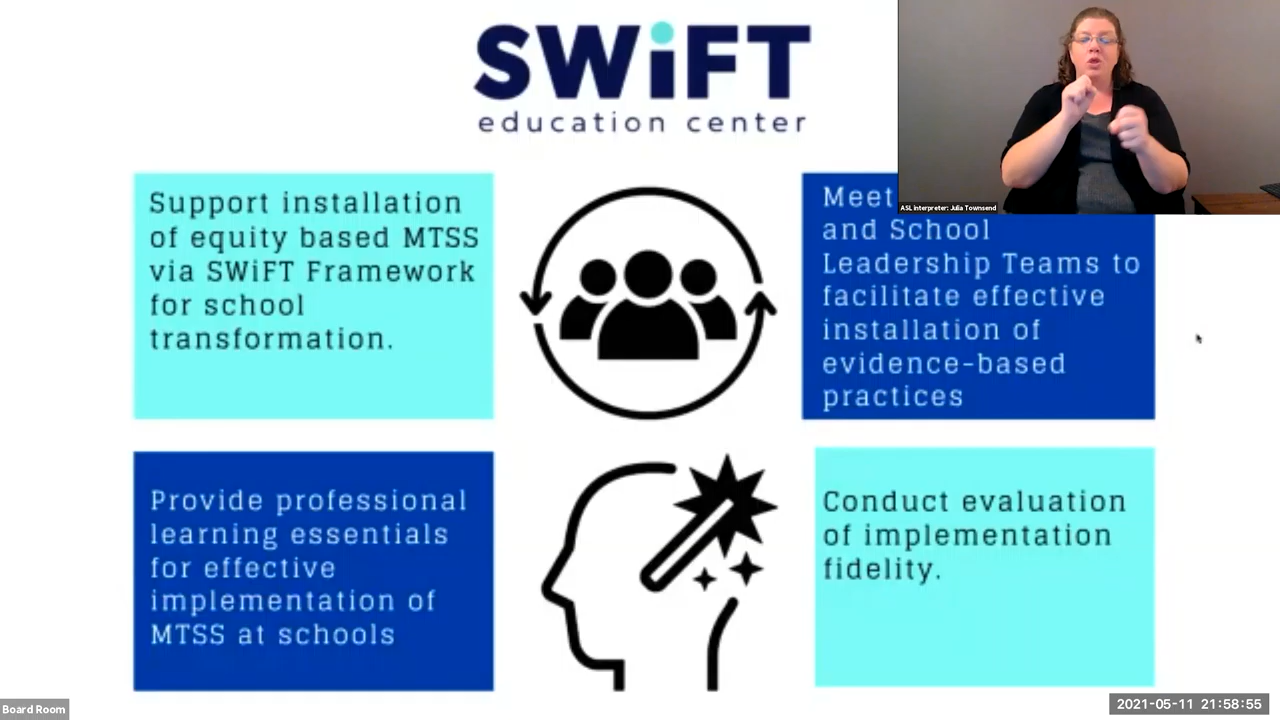 SWiFT
education center
Support installation
of equity based MTSS
via SWiFT Framework
for school
transformation.
Meet
and School
Leadership Teams to
facilitate effective
installation of
evidence-based
practices
ASL interpreter: Julia Townsend
Provide professional
learning essentials
for effective
implementation of
MTSS at schools
Conduct evaluation
of implementation
fidelity.
Board Room
2021-05-11 21:58:55